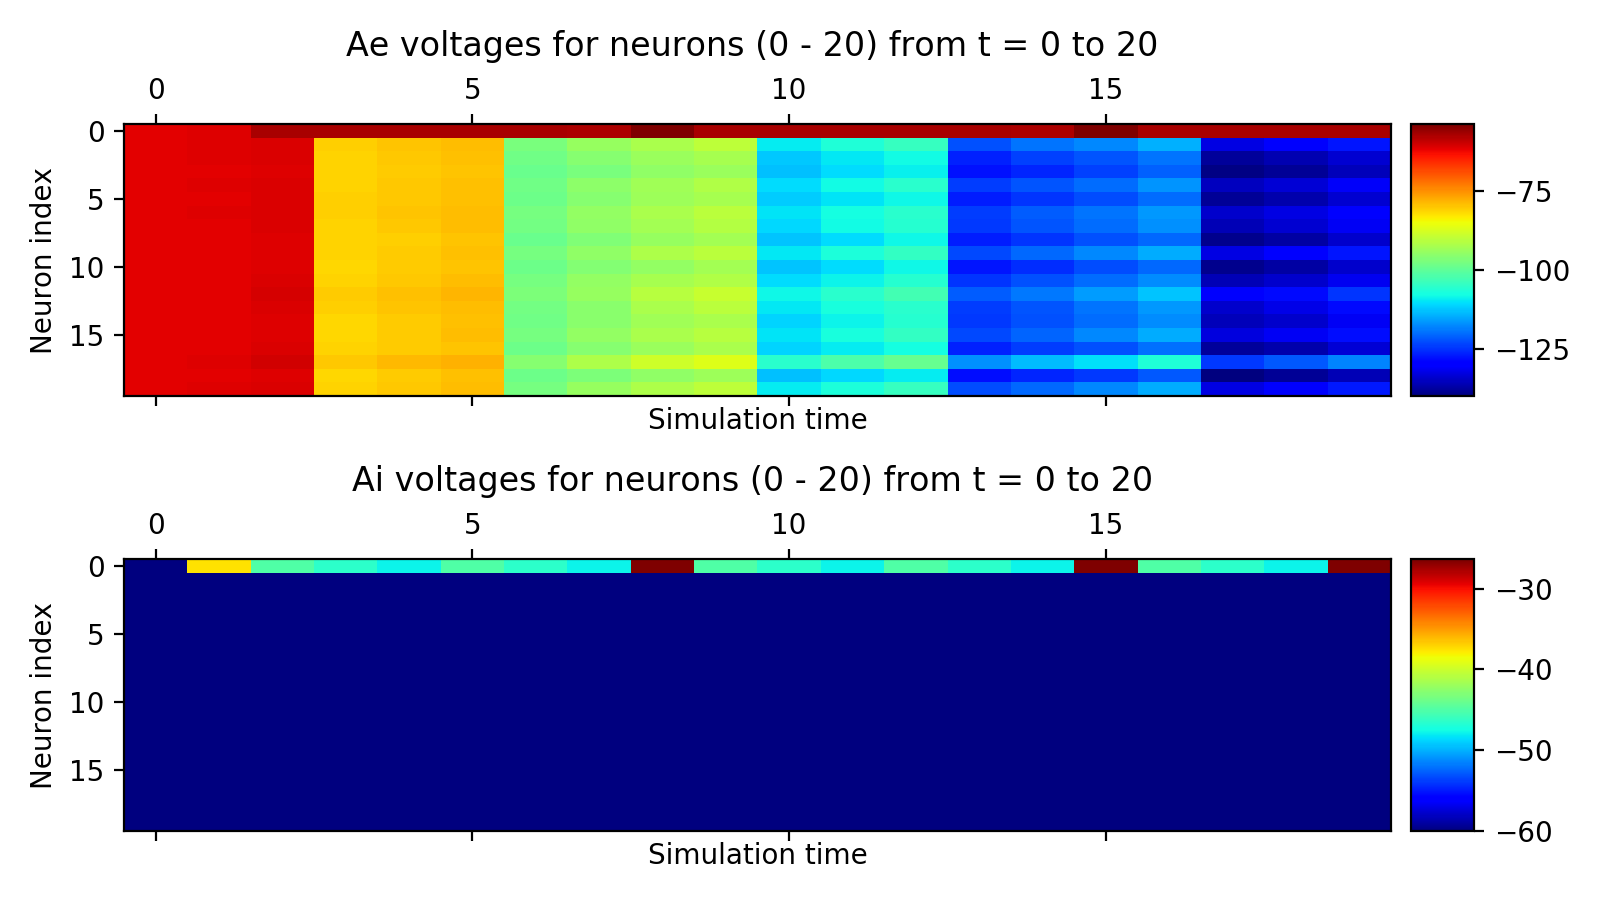 Ae voltages for neurons (0 - 20) from t = 0 to 20
0 5 10 15
0
5
10
15
Neuron index
Simulation time
−75
−100
−125
Ai voltages for neurons (0 - 20) from t = 0 to 20
0 5 10 15
0
5
10
15
Neuron index
Simulation time
−30
−40
−50
−60